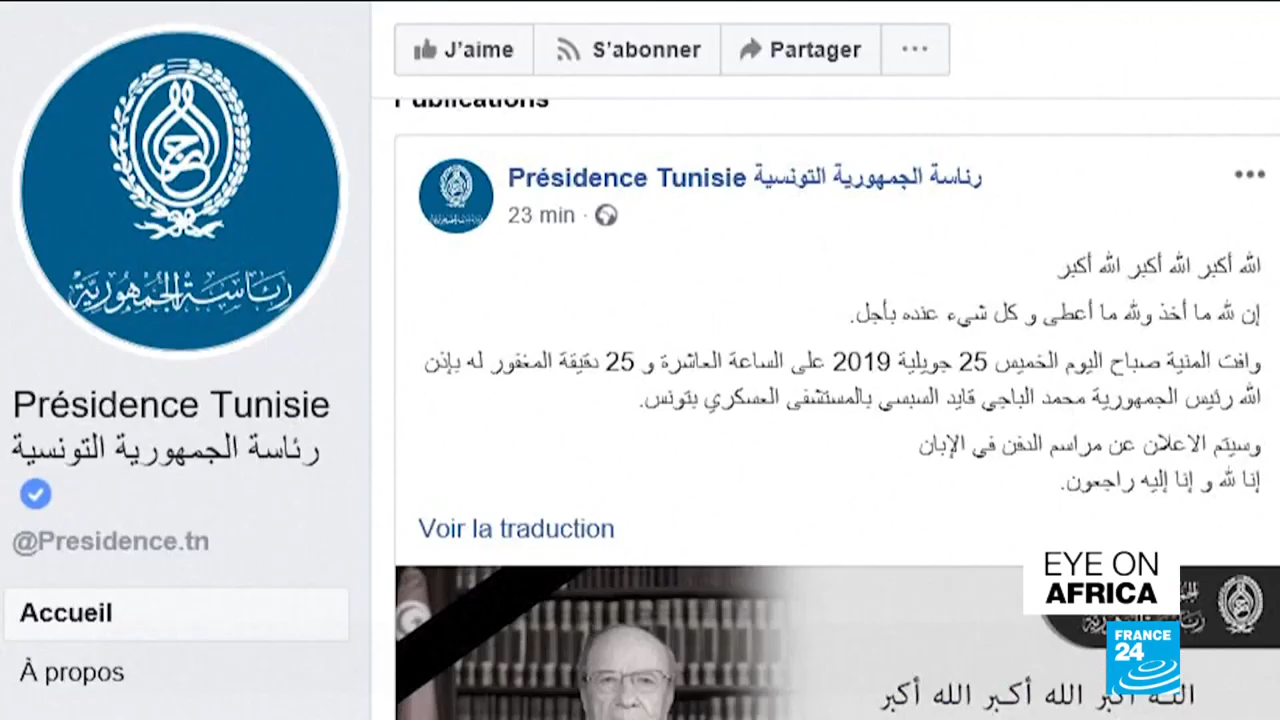 J'aime
S'abonner
Partager
Publications
رئاسة الجمهورية
Présidence Tunisie رئاسة الجمهورية التونسية
23 min ·
الله أكبر الله أكبر الله أكبر
إن لله ما أخذ ولله ما أعطى و كل شيء عنده بأجل.
وافت المنية صباح اليوم الخميس 25 جويلية 2019 على الساعة العاشرة و 25 دقيقة المغفور له بإذن
الله رئيس الجمهورية محمد الباجي قايد السبسي بالمستشفى العسكري بتونس.
وسيتم الاعلان عن مراسم الدفن في الإبان
إنا لله و إنا إليه راجعون.
Voir la traduction
Présidence Tunisie
رئاسة الجمهورية التونسية
@Presidence.tn
Accueil
À propos
EYE ON
AFRICA
FRANCE
24
الله أكبر الله أكبر الله أكبر